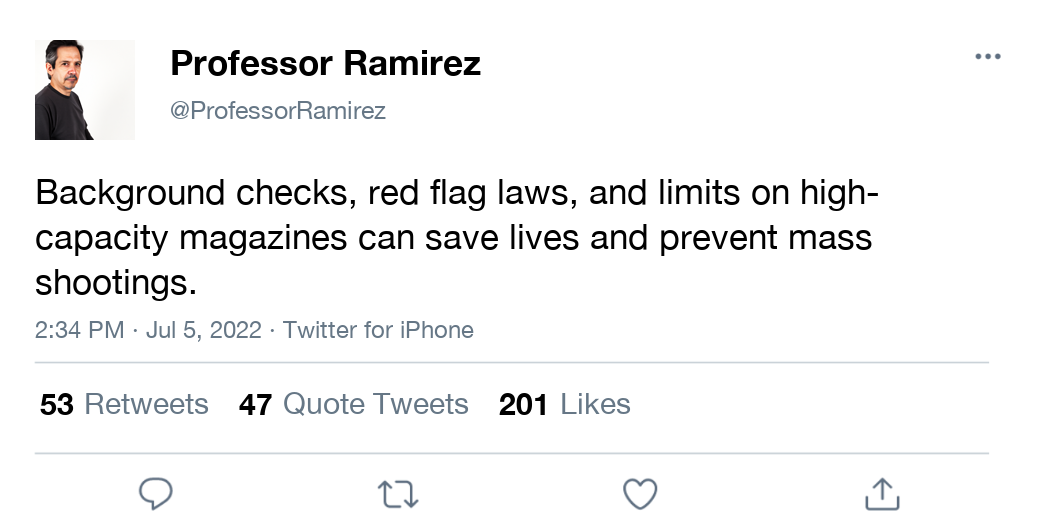 Professor Ramirez
@ProfessorRamirez
Background checks, red flag laws, and limits on high-
capacity magazines can save lives and prevent mass
shootings.
2:34 PM · Jul 5, 2022 · Twitter for iPhone
53 Retweets 47 Quote Tweets 201 Likes